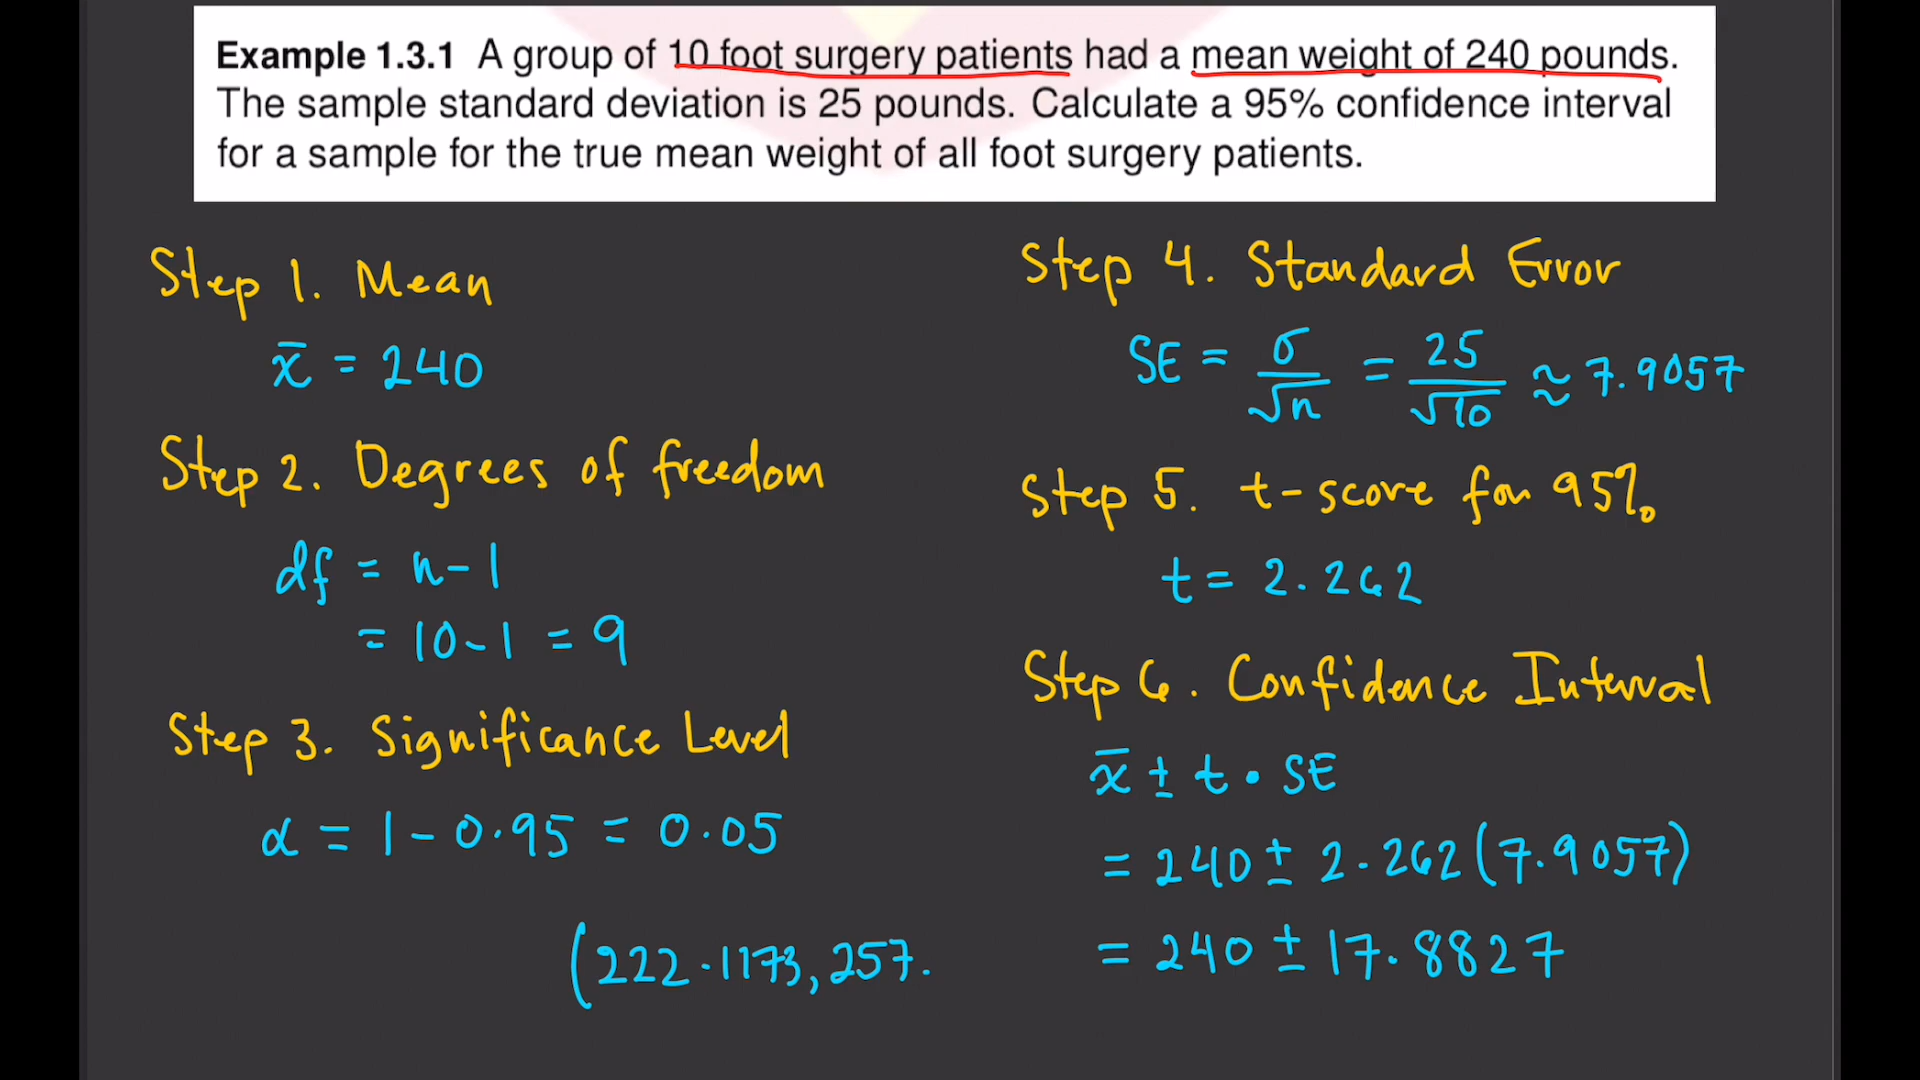 Example 1.3.1 A group of 10 foot surgery patients had a mean weight of 240 pounds.
The sample standard deviation is 25 pounds. Calculate a 95% confidence interval
for a sample for the true mean weight of all foot surgery patients.
Step 1. Mean
x̄ = 240
Step 2. Degrees of freedom
df = n-1
= 10-1 = 9
Step 3. Significance Level
α = 1 - 0.95 = 0.05
(222.1173, 257.
Step 4. Standard Error
SE = σ/√n = 25/√10 ≈ 7.9057
Step 5. t-score for 95%
t = 2.262
Step 6. Confidence Interval
x̄ ± t • SE
= 240 ± 2.262(7.9057)
= 240 ± 17.8827